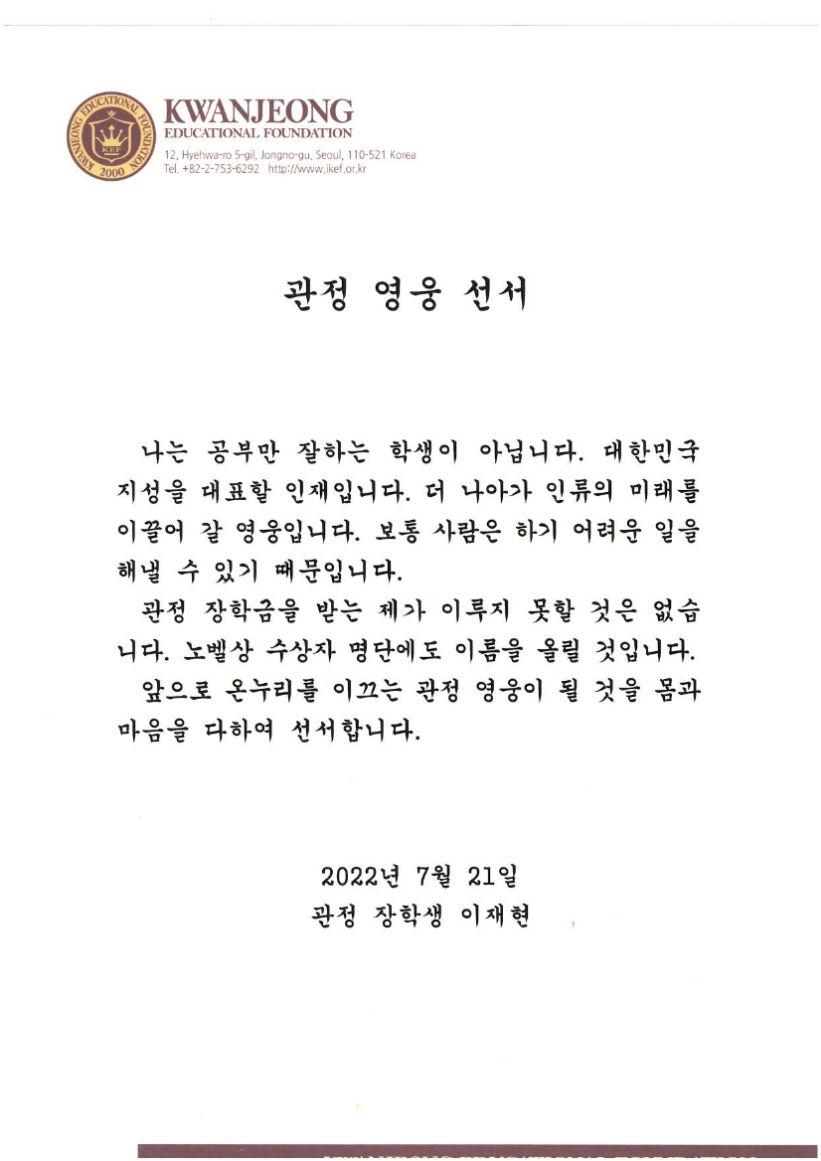 KWANJEONG EDUCATIONAL FOUNDATION
KEF
2000
KWANJEONG
EDUCATIONAL FOUNDATION
12, Hyehwa-ro 5-gil, Jongno-gu, Seoul, 110-521 Korea
Tel. +82-2-753-6292 http://www.ikef.or.kr
관정 영웅 선서
나는 공부만 잘하는 학생이 아닙니다. 대한민국
지성을 대표할 인재입니다. 더 나아가 인류의 미래를
이끌어 갈 영웅입니다. 보통 사람은 하기 어려운 일을
해낼 수 있기 때문입니다.
관정 장학금을 받는 제가 이루지 못할 것은 없습
니다. 노벨상 수상자 명단에도 이름을 올릴 것입니다.
앞으로 온누리를 이끄는 관정 영웅이 될 것을 몸과
마음을 다하여 선서합니다.
2022년 7월 21일
관정 장학생 이재현